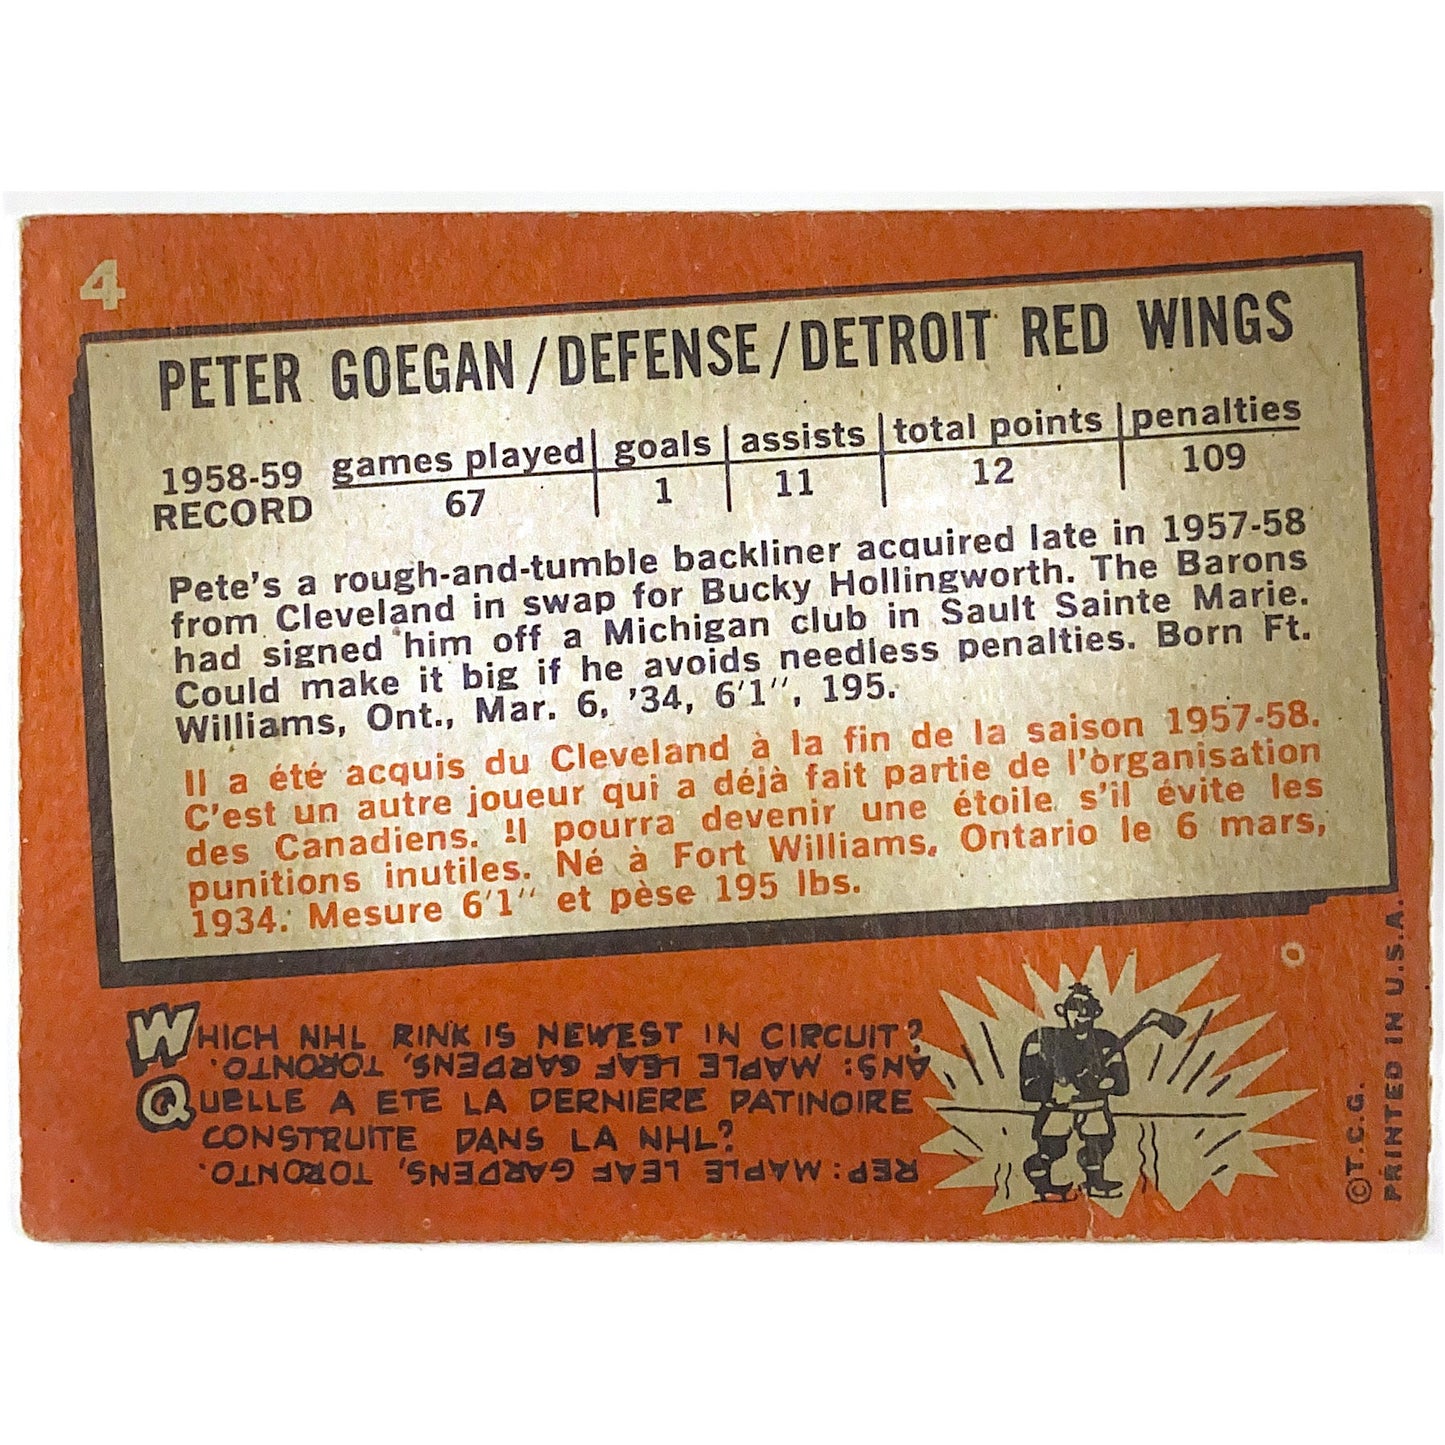 4
PETER GOEGAN/DEFENSE/DETROIT RED WINGS
games played goals assists total points penalties
1958-59 RECORD 67 1 11 12 109
Pete's a rough-and-tumble backliner acquired late in 1957-58
from Cleveland in swap for Bucky Hollingworth. The Barons
had signed him off a Michigan club in Sault Sainte Marie.
Could make it big if he avoids needless penalties. Born Ft.
Williams, Ont., Mar. 6, '34, 6'1", 195.
Il a été acquis du Cleveland à la fin de la saison 1957-58.
C'est un autre joueur qui a déjà fait partie de l'organisation
des Canadiens. Il pourra devenir une étoile s'il évite les
punitions inutiles. Né à Fort Williams, Ontario le 6 mars,
1934. Mesure 6'1" et pèse 195 lbs.
WHICH NHL RINK IS NEWEST IN CIRCUIT?
ANS: MAPLE LEAF GARDENS, TORONTO.
QUELLE A ETE LA DERNIERE PATINOIRE
CONSTRUITE DANS LA NHL?
REP: MAPLE LEAF GARDENS, TORONTO.
© T.C.G.
PRINTED IN U.S.A.